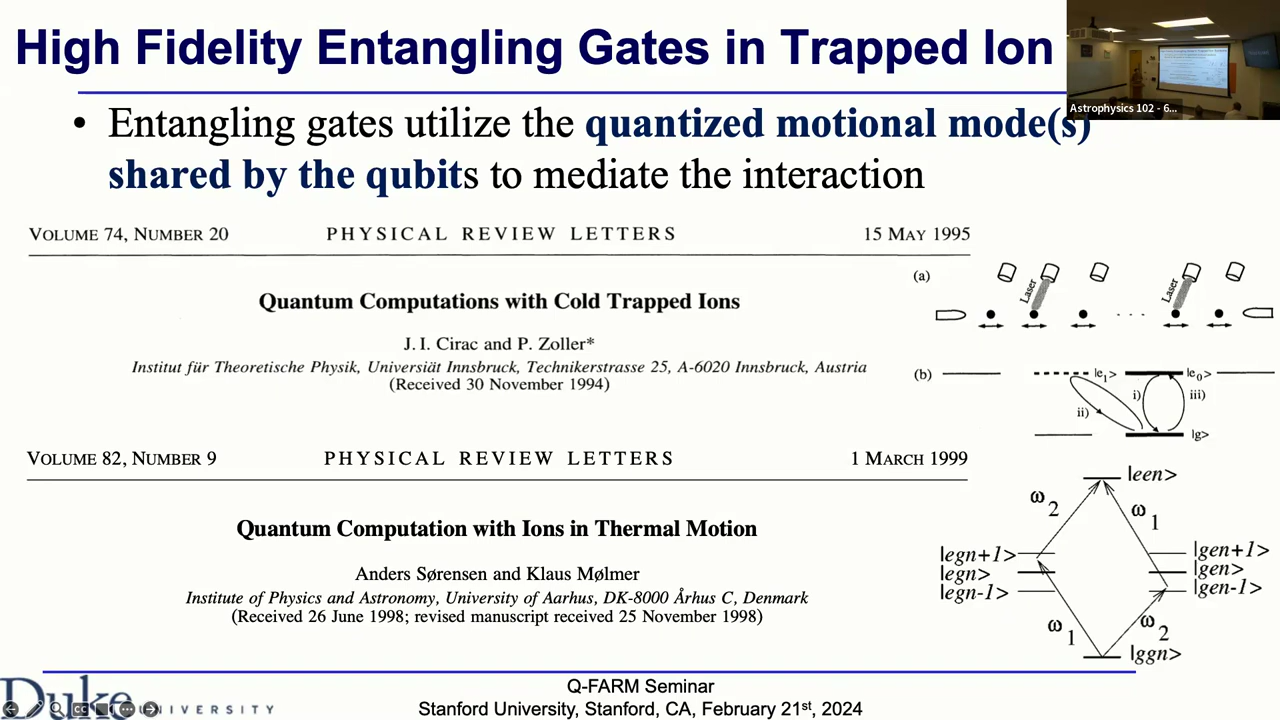 High Fidelity Entangling Gates in Trapped Ion
Astrophysics 102 - 6...
• Entangling gates utilize the quantized motional mode(s)
shared by the qubits to mediate the interaction
VOLUME 74, NUMBER 20 PHYSICAL REVIEW LETTERS 15 MAY 1995
Quantum Computations with Cold Trapped Ions
J. I. Cirac and P. Zoller*
Institut für Theoretische Physik, Universiät Innsbruck, Technikerstrasse 25, A-6020 Innsbruck, Austria
(Received 30 November 1994)
(a)
Laser
Laser
. . .
(b)
|e₁>
|e₀>
i)
iii)
ii)
|g>
VOLUME 82, NUMBER 9 PHYSICAL REVIEW LETTERS 1 MARCH 1999
Quantum Computation with Ions in Thermal Motion
Anders Sørensen and Klaus Mølmer
Institute of Physics and Astronomy, University of Aarhus, DK-8000 Århus C, Denmark
(Received 26 June 1998; revised manuscript received 25 November 1998)
|een>
ω₂
ω₁
|egn+1>
|gen+1>
|egn>
|gen>
|egn-1>
|gen-1>
ω₁
ω₂
|ggn>
Duke UNIVERSITY
Q-FARM Seminar
Stanford University, Stanford, CA, February 21st, 2024